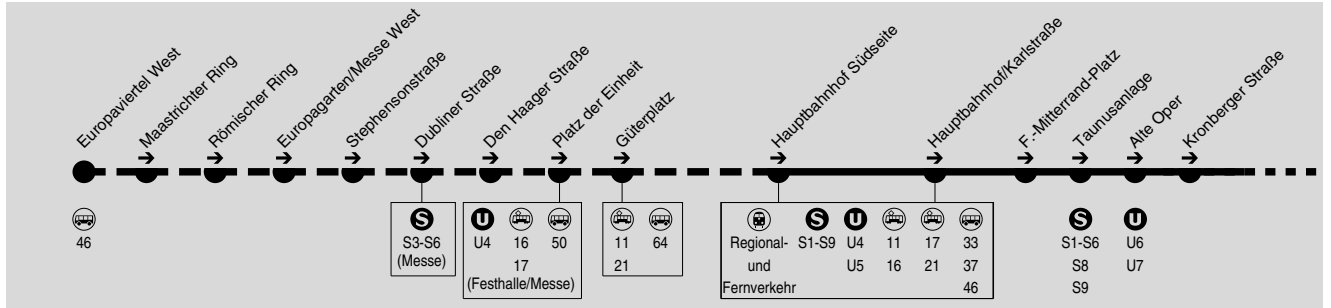 Europaviertel West
Maastrichter Ring
Römischer Ring
Europagarten/Messe West
Stephensonstraße
Dubliner Straße
Den Haager Straße
Platz der Einheit
Güterplatz
Hauptbahnhof Südseite
Hauptbahnhof/Karlstraße
F.-Mitterrand-Platz
Taunusanlage
Alte Oper
Kronberger Straße
46
S
S3-S6
(Messe)
U
U4 16 50
17
(Festhalle/Messe)
11 64
21
S U
Regional- S1-S9 U4 11 17 33
und U5 16 21 37
Fernverkehr 46
S
S1-S6
S8
S9
U
U6
U7